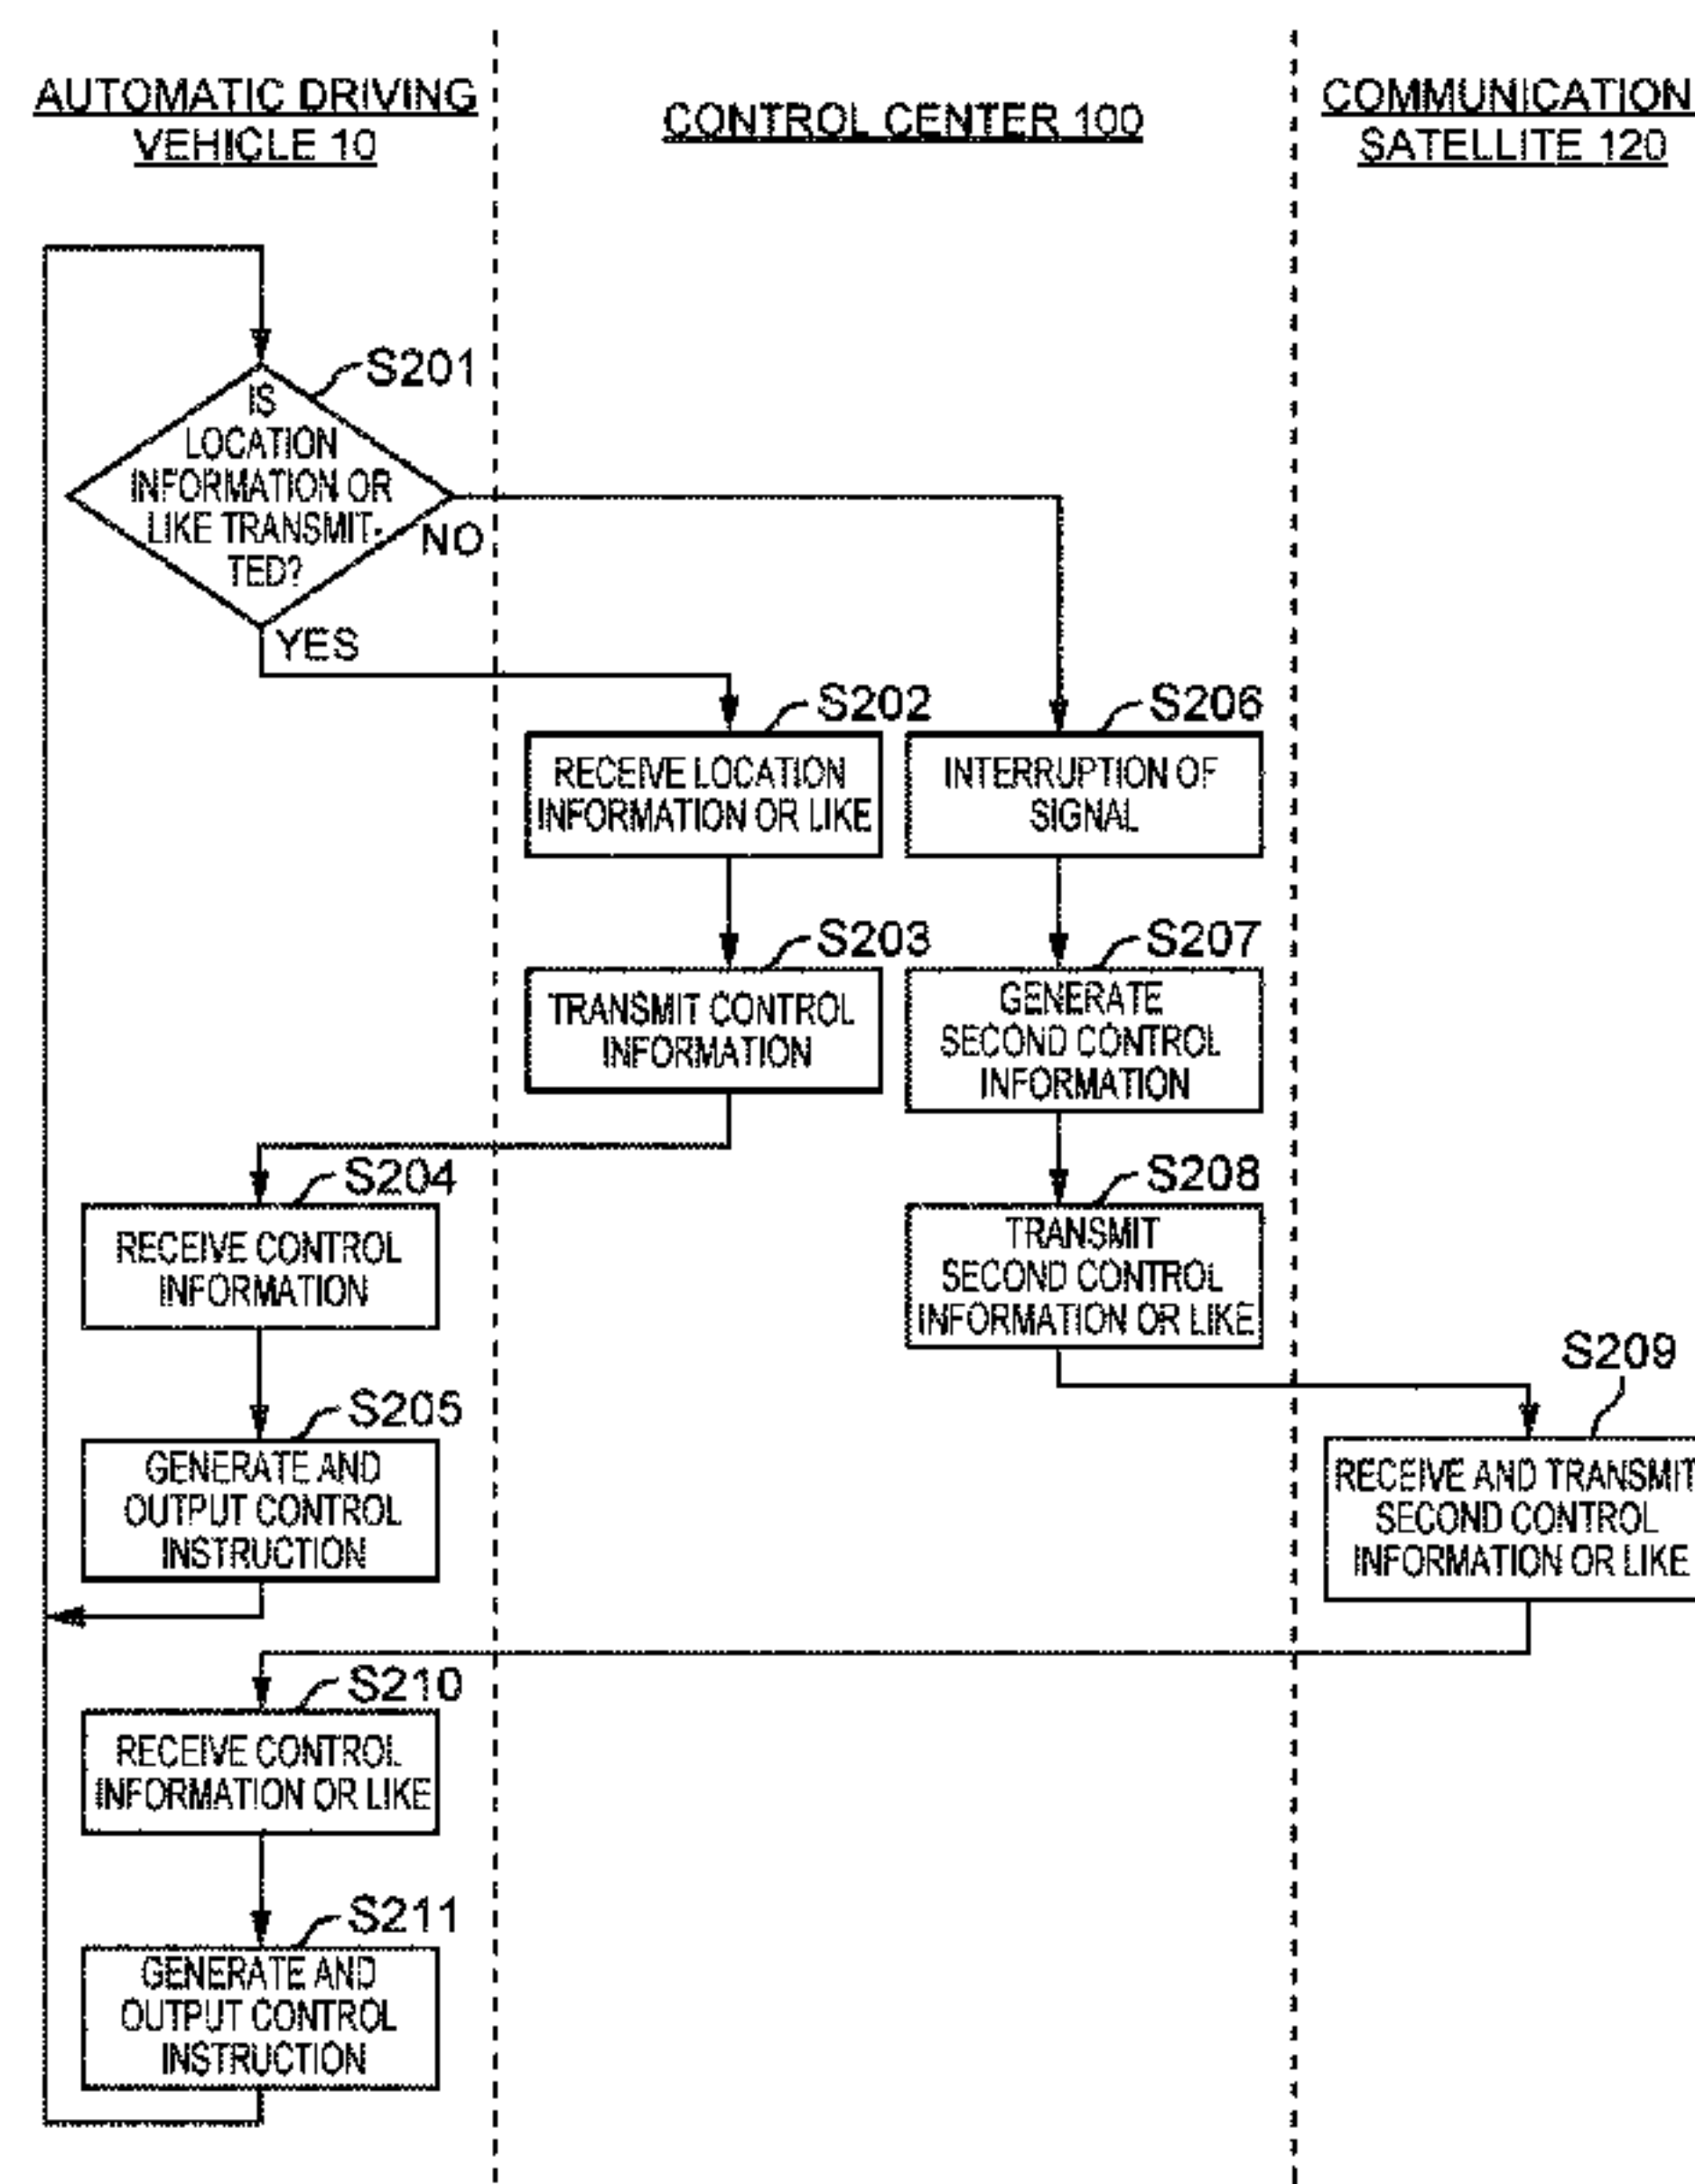 AUTOMATIC DRIVING
VEHICLE 10
CONTROL CENTER 100
COMMUNICATION
SATELLITE 120
S201
IS
LOCATION
INFORMATION OR
LIKE TRANSMIT-
TED?
NO
YES
S202
RECEIVE LOCATION
INFORMATION OR LIKE
S206
INTERRUPTION OF
SIGNAL
S203
TRANSMIT CONTROL
INFORMATION
S207
GENERATE
SECOND CONTROL
INFORMATION
S204
RECEIVE CONTROL
INFORMATION
S208
TRANSMIT
SECOND CONTROL
INFORMATION OR LIKE
S205
GENERATE AND
OUTPUT CONTROL
INSTRUCTION
S209
RECEIVE AND TRANSMIT
SECOND CONTROL
INFORMATION OR LIKE
S210
RECEIVE CONTROL
INFORMATION OR LIKE
S211
GENERATE AND
OUTPUT CONTROL
INSTRUCTION